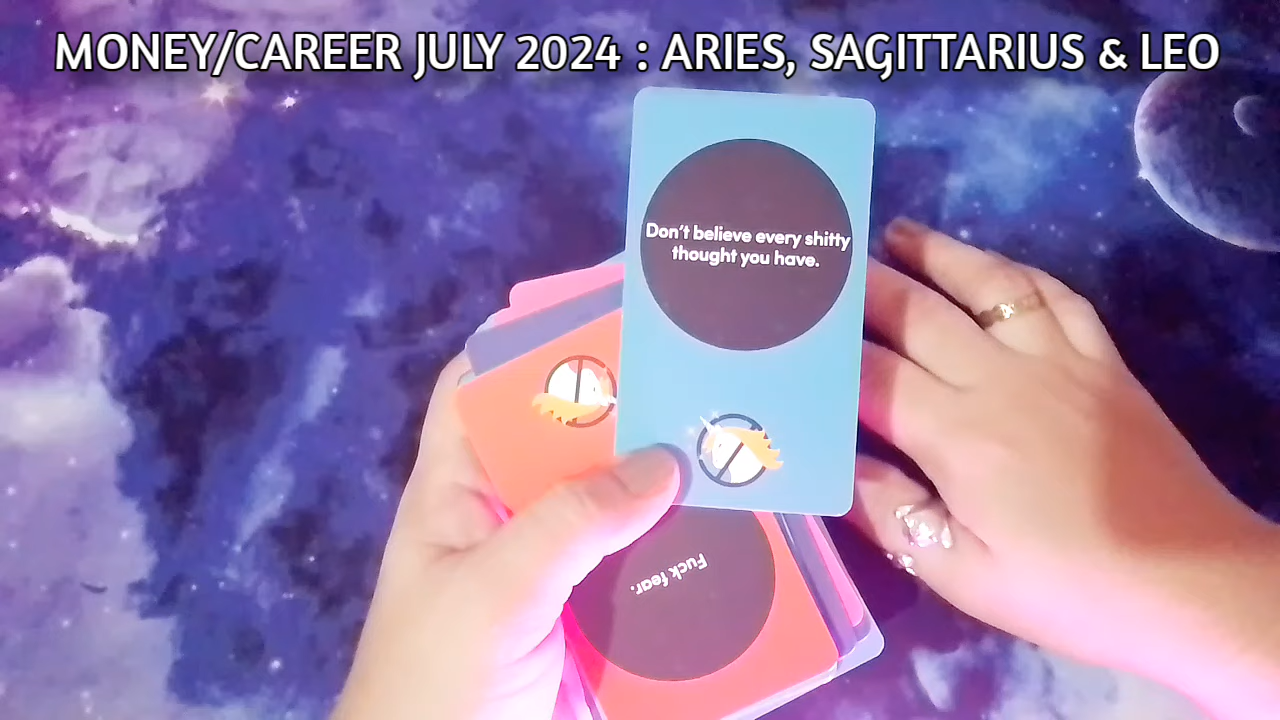 MONEY/CAREER JULY 2024 : ARIES, SAGITTARIUS & LEO
Don't believe every shitty
thought you have.
Fuck fear.